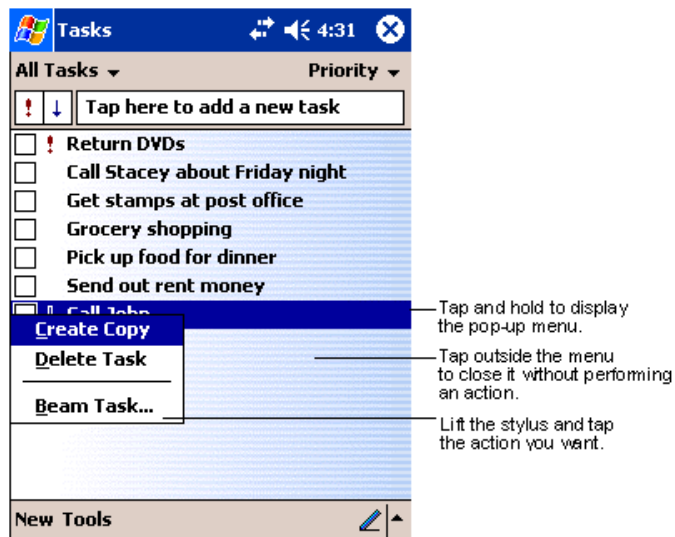 Tasks 4:31
All Tasks Priority
! ↓ Tap here to add a new task
! Return DVDs
Call Stacey about Friday night
Get stamps at post office
Grocery shopping
Pick up food for dinner
Send out rent money
Call John
Create Copy
Delete Task
Beam Task...
Tap and hold to display
the pop-up menu.
Tap outside the menu
to close it without performing
an action.
Lift the stylus and tap
the action you want.
New Tools